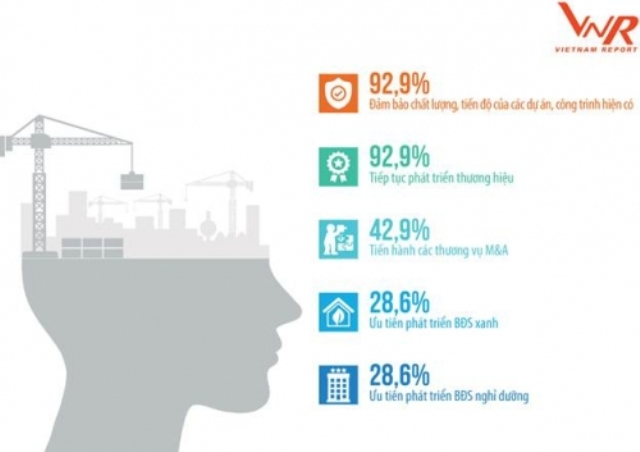 VNR
VIETNAM REPORT
92,9%
Đảm bảo chất lượng, tiến độ của các dự án, công trình hiện có
92,9%
Tiếp tục phát triển thương hiệu
42,9%
Tiến hành các thương vụ M&A
28,6%
Ưu tiên phát triển BĐS xanh
28,6%
Ưu tiên phát triển BĐS nghỉ dưỡng